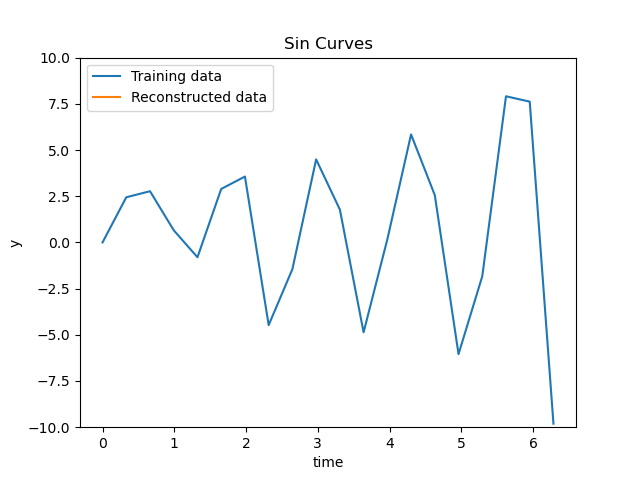 Sin Curves
Training data
Reconstructed data
10.0
7.5
5.0
2.5
0.0
−2.5
−5.0
−7.5
−10.0
y
0 1 2 3 4 5 6
time